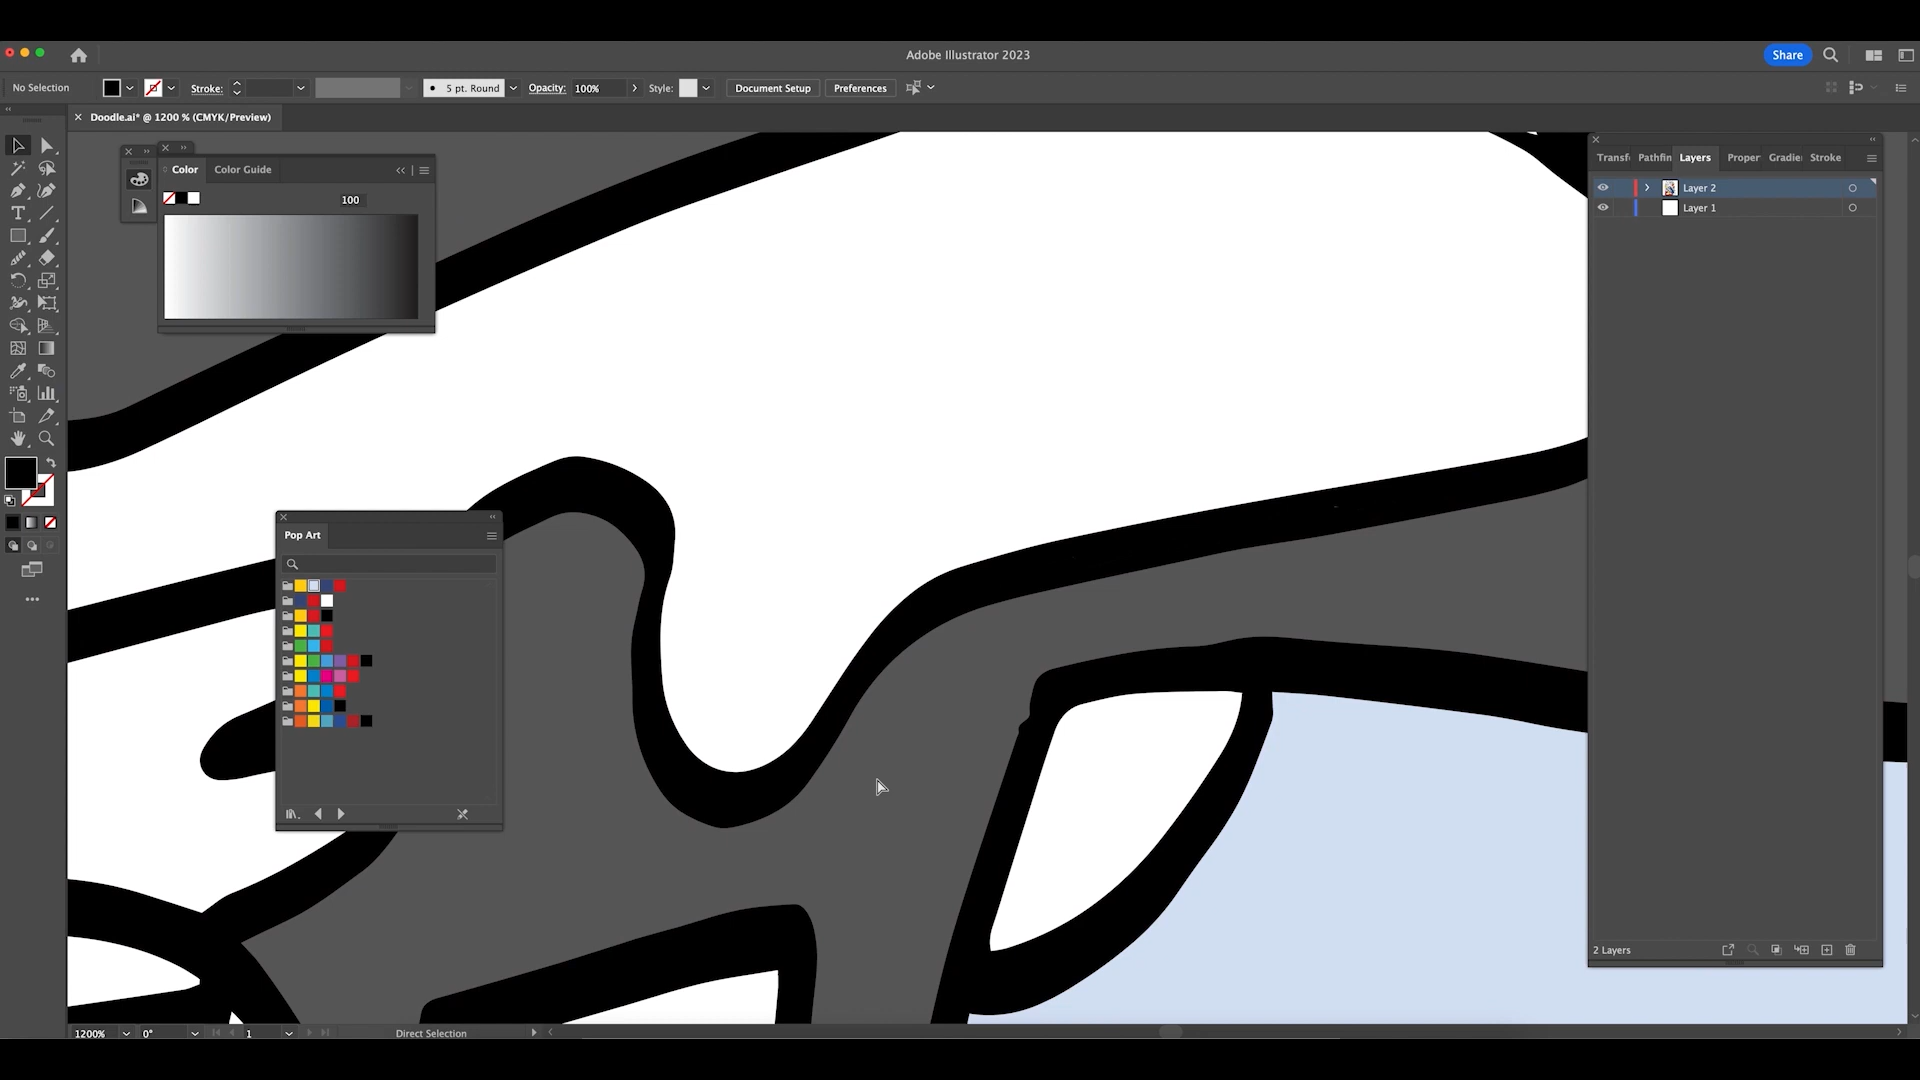 Adobe Illustrator 2023
Share
No Selection
Stroke:
5 pt. Round
Opacity:
100%
Style:
Document Setup
Preferences
Doodle.ai* @ 1200 % (CMYK/Preview)
Color
Color Guide
100
Transf
Pathfin
Layers
Proper
Gradie
Stroke
Layer 2
Layer 1
Pop Art
2 Layers
1200%
0°
1
Direct Selection